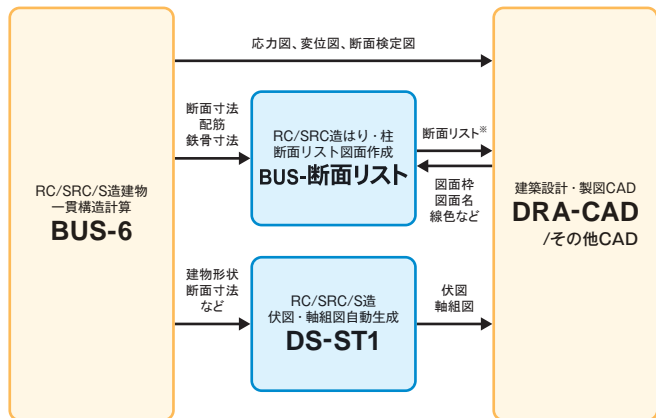 応力図、変位図、断面検定図
断面寸法
配筋
鉄骨寸法
RC/SRC造はり・柱
断面リスト図面作成
BUS-断面リスト
断面リスト※
図面枠
図面名
線色など
RC/SRC/S造建物
一貫構造計算
BUS-6
建築設計・製図CAD
DRA-CAD
/その他CAD
建物形状
断面寸法
など
RC/SRC/S造
伏図・軸組図自動生成
DS-ST1
伏図
軸組図